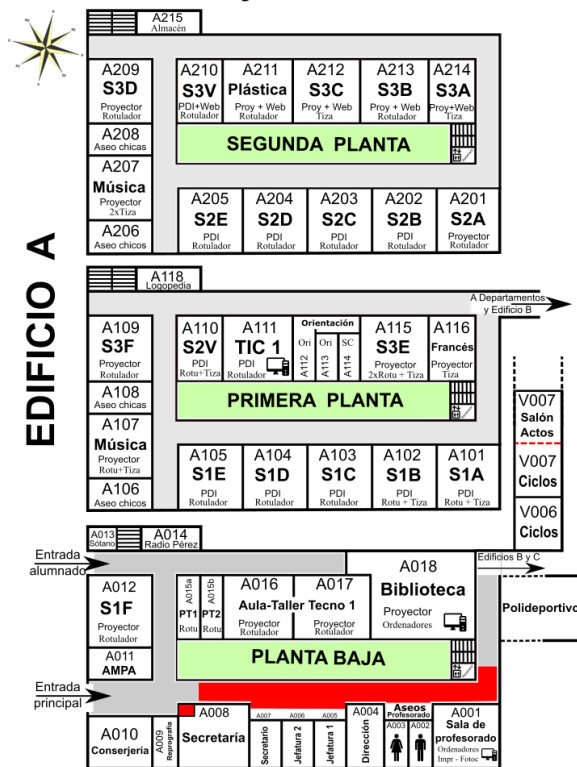 EDIFICIO A
A215
Almacén
A209
S3D
Proyector
Rotulador
A210
S3V
PDI+Web
Rotulador
A211
Plástica
Proy + Web
Rotulador
A212
S3C
Proy + Web
Tiza
A213
S3B
Proy + Web
Rotulador
A214
S3A
Proy+Web
Tiza
A208
Aseo chicas
SEGUNDA PLANTA
A207
Música
Proyector
2xTiza
A206
Aseo chicos
A205
S2E
PDI
Rotulador
A204
S2D
PDI
Rotulador
A203
S2C
PDI
Rotulador
A202
S2B
PDI
Rotulador
A201
S2A
Proyector
Rotulador
A118
Logopedia
A Departamentos
y Edificio B
A109
S3F
Proyector
Rotulador
A110
S2V
PDI
Rotu+Tiza
A111
TIC 1
PDI
Rotulador
Orientación
Ori
A112
Ori
A113
SC
A114
A115
S3E
Proyector
2xRotu + Tiza
A116
Francés
Proyector
Tiza
A108
Aseo chicas
PRIMERA PLANTA
A107
Música
Proyector
Rotu+Tiza
A106
Aseo chicos
A105
S1E
PDI
Rotulador
A104
S1D
PDI
Rotulador
A103
S1C
PDI
Rotulador
A102
S1B
PDI
Rotu + Tiza
A101
S1A
PDI
Rotu + Tiza
V007
Salón
Actos
V007
Ciclos
V006
Ciclos
A013
Sótano
A014
Radio Pérez
Entrada
alumnado
Edificios B y C
A012
S1F
Proyector
Rotulador
A015a
PT1
Rotu
A015b
PT2
Rotu
A016
A017
Aula-Taller Tecno 1
Proyector
Rotulador
Proyector
Rotulador
A018
Biblioteca
Proyector
Ordenadores
Polideportivo
A011
AMPA
PLANTA BAJA
Entrada
principal
A010
Conserjería
A009
Reprografía
A008
Secretaría
A007
Secretario
A006
Jefatura 2
A005
Jefatura 1
A004
Dirección
Aseos
Profesorado
A003
A002
A001
Sala de
profesorado
Ordenadores
Impr - Fotoc